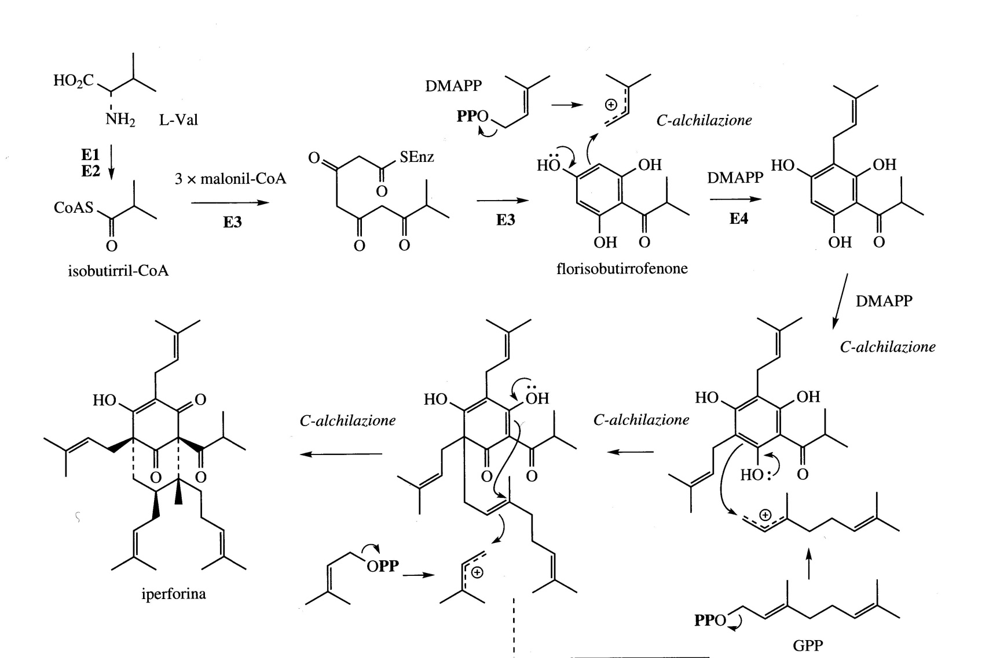 HO₂C
NH₂
L-Val
E1
E2
CoAS
O
isobutirril-CoA
3 × malonil-CoA
E3
O
SEnz
O
O
O
E3
DMAPP
PPO
⊕
C-alchilazione
HO
OH
OH
O
florisobutirrofenone
DMAPP
E4
HO
OH
OH
O
DMAPP
C-alchilazione
HO
OH
HO:
O
⊕
PPO
GPP
C-alchilazione
HO
OH
O
O
OPP
⊕
C-alchilazione
HO
O
O
O
iperforina